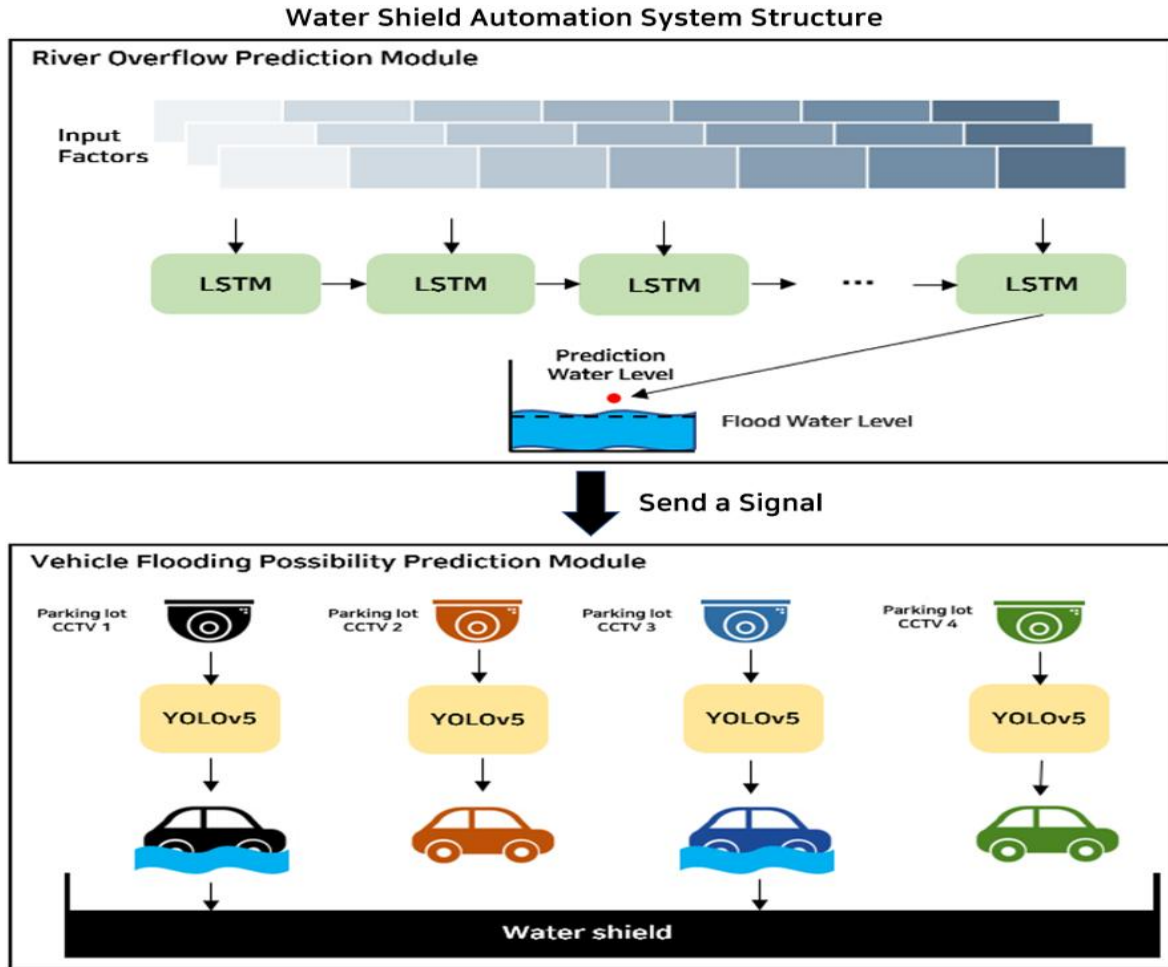 Water Shield Automation System Structure
River Overflow Prediction Module
Input
Factors
LSTM
LSTM
LSTM
...
LSTM
Prediction
Water Level
Flood Water Level
Send a Signal
Vehicle Flooding Possibility Prediction Module
Parking lot
CCTV 1
Parking lot
CCTV 2
Parking lot
CCTV 3
Parking lot
CCTV 4
YOLOv5
YOLOv5
YOLOv5
YOLOv5
Water shield